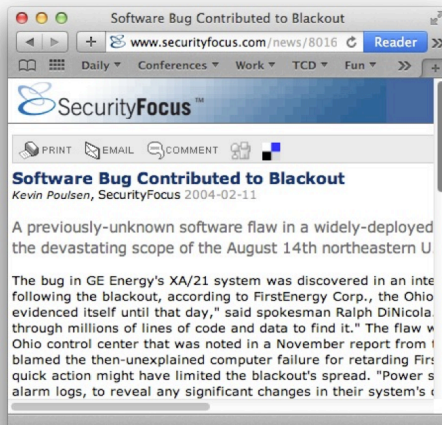 Software Bug Contributed to Blackout
www.securityfocus.com/news/8016 Reader
Daily Conferences Work TCD Fun
SecurityFocus™
PRINT EMAIL COMMENT
Software Bug Contributed to Blackout
Kevin Poulsen, SecurityFocus 2004-02-11
A previously-unknown software flaw in a widely-deployed
the devastating scope of the August 14th northeastern U
The bug in GE Energy's XA/21 system was discovered in an inte
following the blackout, according to FirstEnergy Corp., the Ohio
evidenced itself until that day," said spokesman Ralph DiNicola.
through millions of lines of code and data to find it." The flaw w
Ohio control center that was noted in a November report from
blamed the then-unexplained computer failure for retarding Firs
quick action might have limited the blackout's spread. "Power s
alarm logs, to reveal any significant changes in their system's